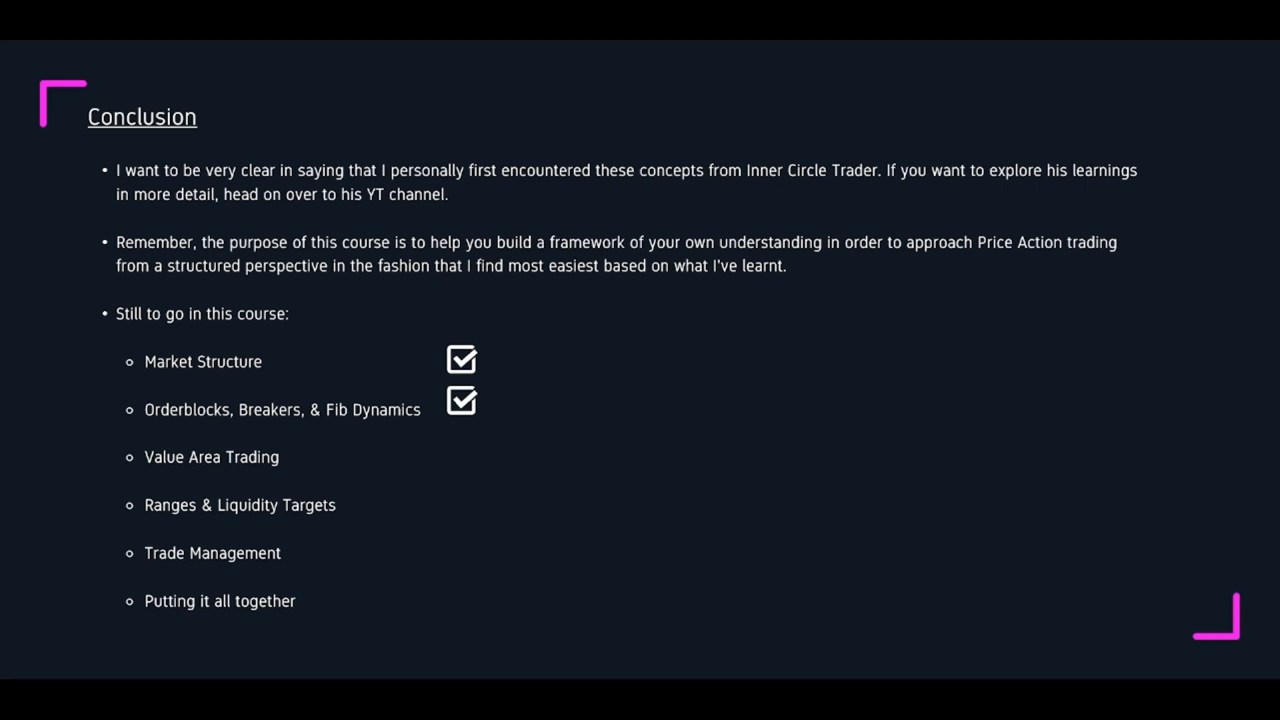 Conclusion
• I want to be very clear in saying that I personally first encountered these concepts from Inner Circle Trader. If you want to explore his learnings
in more detail, head on over to his YT channel.
• Remember, the purpose of this course is to help you build a framework of your own understanding in order to approach Price Action trading
from a structured perspective in the fashion that I find most easiest based on what I've learnt.
• Still to go in this course:
Market Structure
Orderblocks, Breakers, & Fib Dynamics
Value Area Trading
Ranges & Liquidity Targets
Trade Management
Putting it all together